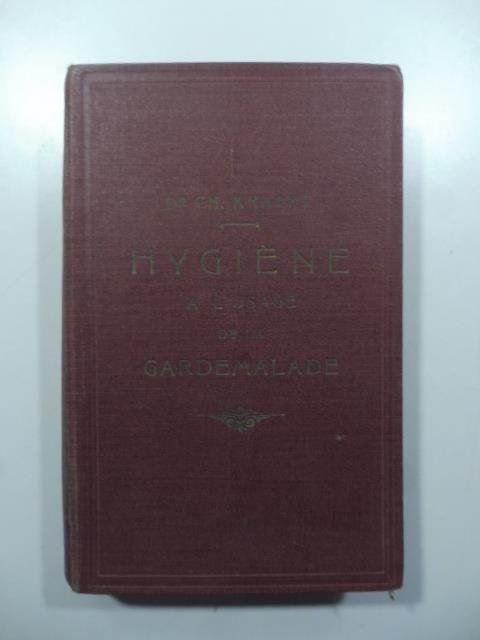 Dr CH. KRAFFT
HYGIÈNE
À L'USAGE
DE LA
GARDEMALADE